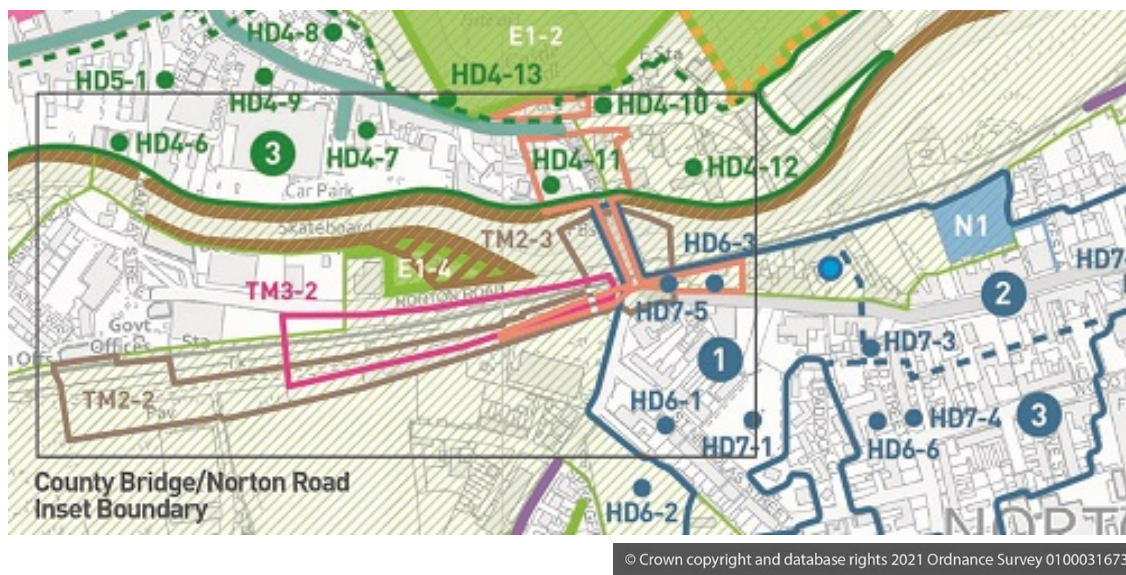 HD4-8
E1-2
F Sta
HD5-1
HD4-9
HD4-13
HD4-10
HD4-6
3
HD4-7
HD4-11
HD4-12
Car Park
Skateboard
TM2-3
HD6-3
N1
E1-4
NORTON ROAD
TM3-2
HD7-5
2
HD7-
Govt
Offices
Sta
HD7-3
1
TM2-2
HD6-1
HD7-4
3
HD7-1
HD6-6
County Bridge/Norton Road
Inset Boundary
HD6-2
© Crown copyright and database rights 2021 Ordnance Survey 0100031673